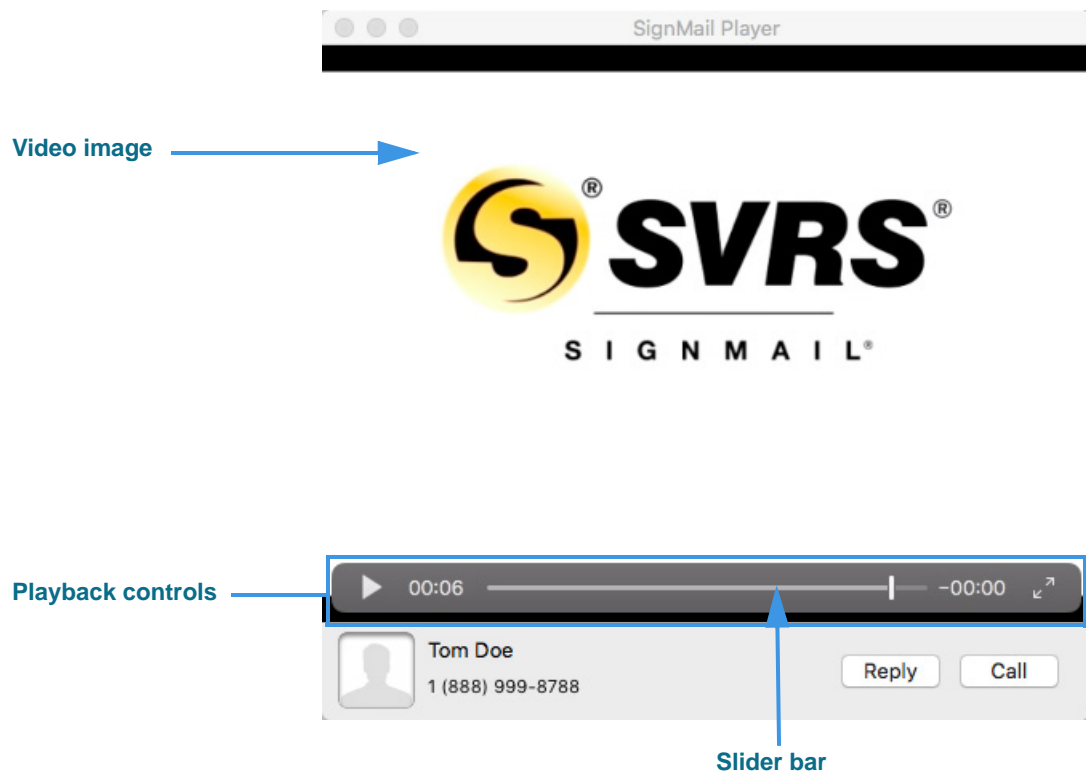 SignMail Player
Video image
S® SVRS®
SIGNMAIL®
Playback controls
00:06 -00:00
Tom Doe
1 (888) 999-8788
Reply Call
Slider bar